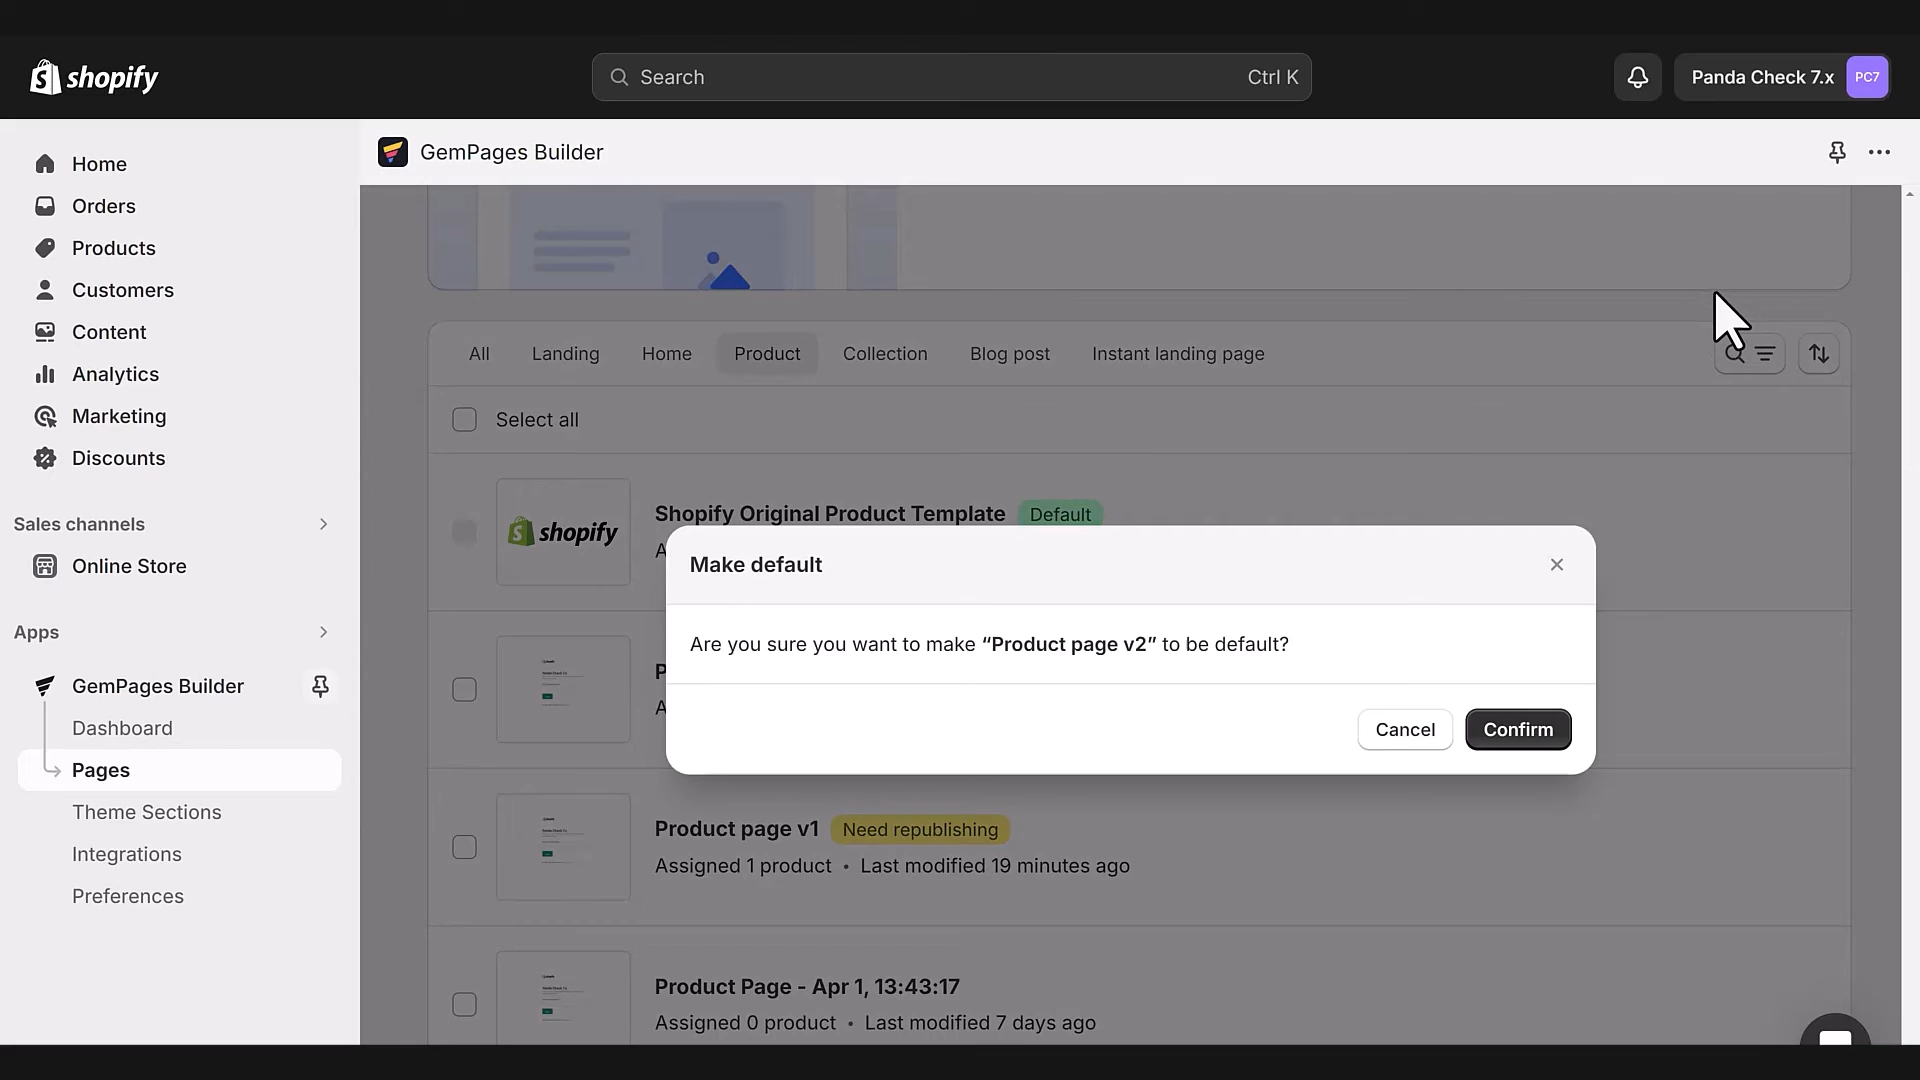 shopify
Search
Ctrl K
Panda Check 7.x
PC7
Home
Orders
Products
Customers
Content
Analytics
Marketing
Discounts
Sales channels
Online Store
Apps
GemPages Builder
Dashboard
Pages
Theme Sections
Integrations
Preferences
GemPages Builder
All
Landing
Home
Product
Collection
Blog post
Instant landing page
Select all
shopify
Shopify Original Product Template
Default
A
Make default
Are you sure you want to make “Product page v2” to be default?
Cancel
Confirm
P
A
Product page v1
Need republishing
Assigned 1 product • Last modified 19 minutes ago
Product Page - Apr 1, 13:43:17
Assigned 0 product • Last modified 7 days ago